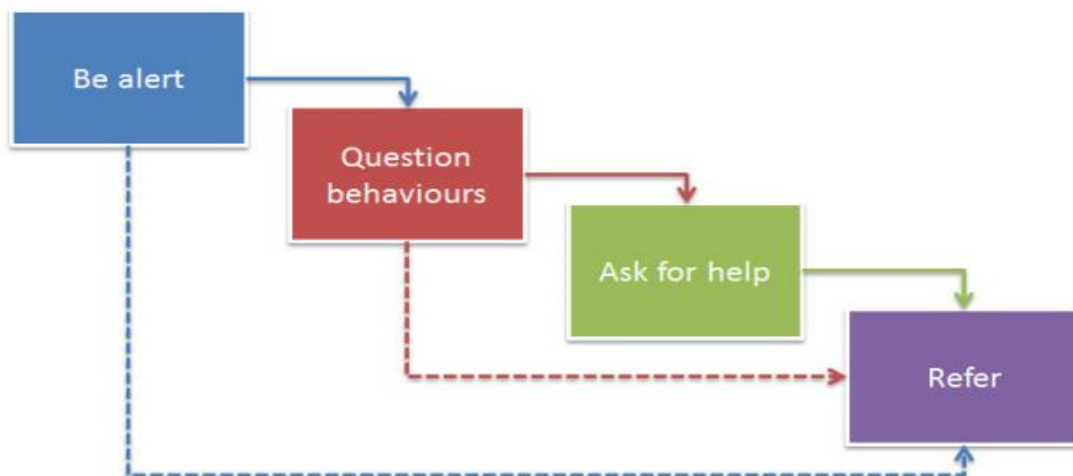 Be alert
Question
behaviours
Ask for help
Refer